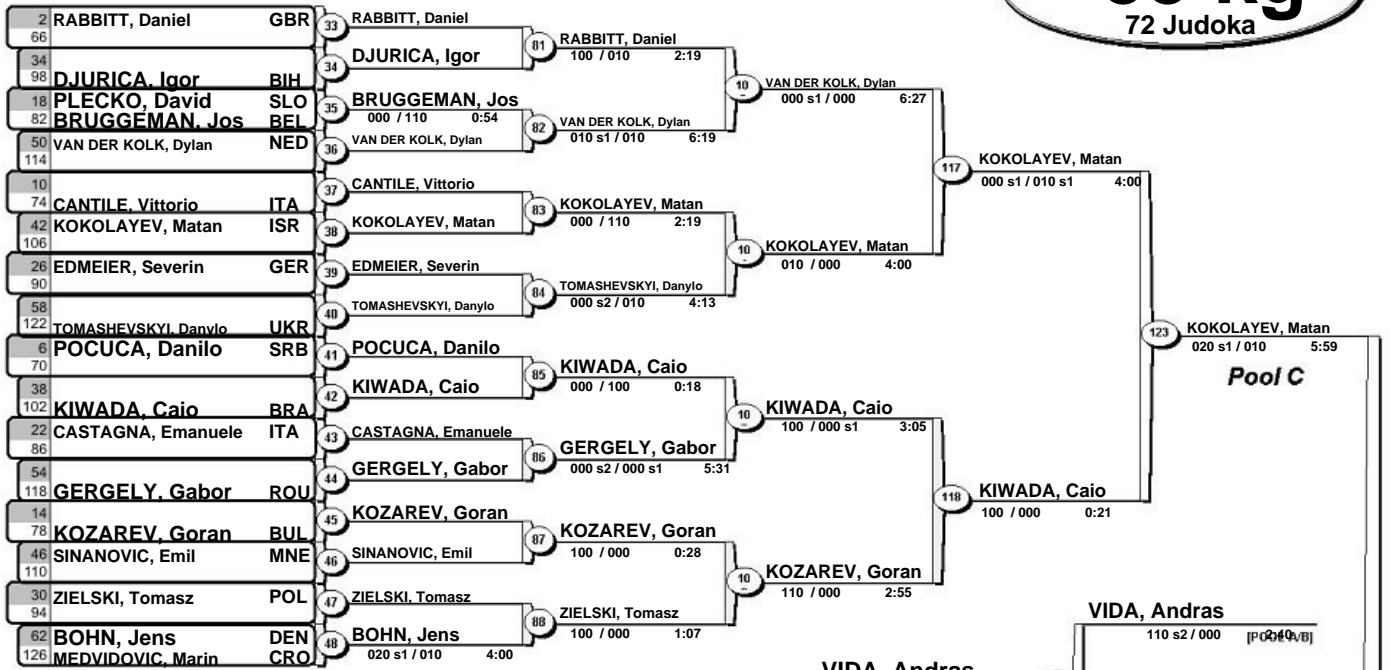 72 Judoka
2 RABBITT, Daniel GBR
66
34
98 DJURICA, Igor BIH
18 PLECKO, David SLO
82 BRUGGEMAN, Jos BEL
50 VAN DER KOLK, Dylan NED
114
10
74 CANTILE, Vittorio ITA
42 KOKOLAYEV, Matan ISR
106
26 EDMEIER, Severin GER
90
58
122 TOMASHEVSKYI, Danylo UKR
6 POCUCA, Danilo SRB
70
38
102 KIWADA, Caio BRA
22 CASTAGNA, Emanuele ITA
86
54
118 GERGELY, Gabor ROU
14
78 KOZAREV, Goran BUL
46 SINANOVIC, Emil MNE
110
30 ZIELSKI, Tomasz POL
94
62 BOHN, Jens DEN
126 MEDVIDOVIC, Marin CRO
33 RABBITT, Daniel
34 DJURICA, Igor
35 BRUGGEMAN, Jos
000 / 110 0:54
36 VAN DER KOLK, Dylan
37 CANTILE, Vittorio
38 KOKOLAYEV, Matan
39 EDMEIER, Severin
40 TOMASHEVSKYI, Danylo
41 POCUCA, Danilo
42 KIWADA, Caio
43 CASTAGNA, Emanuele
44 GERGELY, Gabor
45 KOZAREV, Goran
46 SINANOVIC, Emil
47 ZIELSKI, Tomasz
48 BOHN, Jens
020 s1 / 010 4:00
81 RABBITT, Daniel
100 / 010 2:19
82 VAN DER KOLK, Dylan
010 s1 / 010 6:19
83 KOKOLAYEV, Matan
000 / 110 2:19
84 TOMASHEVSKYI, Danylo
000 s2 / 010 4:13
85 KIWADA, Caio
000 / 100 0:18
86 GERGELY, Gabor
000 s2 / 000 s1 5:31
87 KOZAREV, Goran
100 / 000 0:28
88 ZIELSKI, Tomasz
100 / 000 1:07
10 VAN DER KOLK, Dylan
000 s1 / 000 6:27
10 KOKOLAYEV, Matan
010 / 000 4:00
10 KIWADA, Caio
100 / 000 s1 3:05
10 KOZAREV, Goran
110 / 000 2:55
117 KOKOLAYEV, Matan
000 s1 / 010 s1 4:00
118 KIWADA, Caio
100 / 000 0:21
123 KOKOLAYEV, Matan
020 s1 / 010 5:59
Pool C
VIDA, Andras
110 s2 / 000 2:40
[POOL A/B]
VIDA, Andras